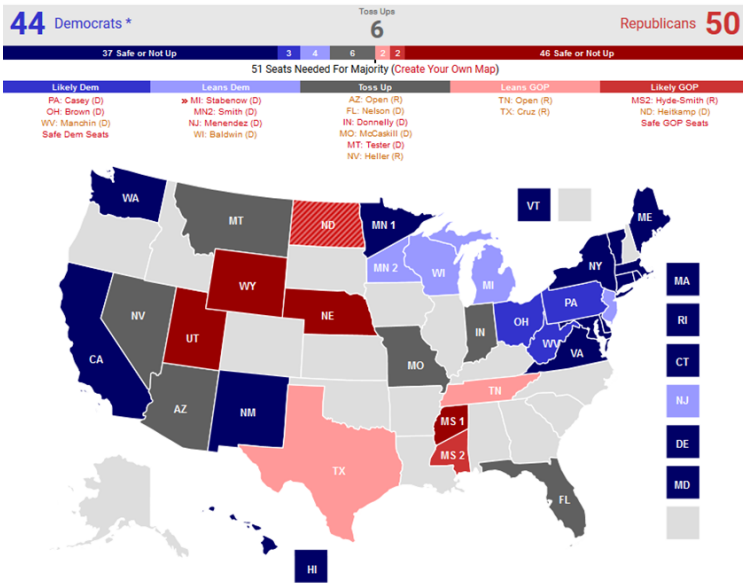 44 Democrats *
Toss Ups
6
Republicans 50
37 Safe or Not Up 3 4 6 2 2 46 Safe or Not Up
51 Seats Needed For Majority (Create Your Own Map)
Likely Dem
PA: Casey (D)
OH: Brown (D)
WV: Manchin (D)
Safe Dem Seats
Leans Dem
» MI: Stabenow (D)
MN2: Smith (D)
NJ: Menendez (D)
WI: Baldwin (D)
Toss Up
AZ: Open (R)
FL: Nelson (D)
IN: Donnelly (D)
MO: McCaskill (D)
MT: Tester (D)
NV: Heller (R)
Leans GOP
TN: Open (R)
TX: Cruz (R)
Likely GOP
MS2: Hyde-Smith (R)
ND: Heitkamp (D)
Safe GOP Seats
WA
MT
ND
MN 1
VT
ME
MN 2
WI
MI
NY
WY
NE
MA
PA
RI
NV
UT
OH
IN
WV
VA
CT
CA
MO
NJ
AZ
NM
TN
MS 1
DE
MS 2
TX
MD
FL
HI